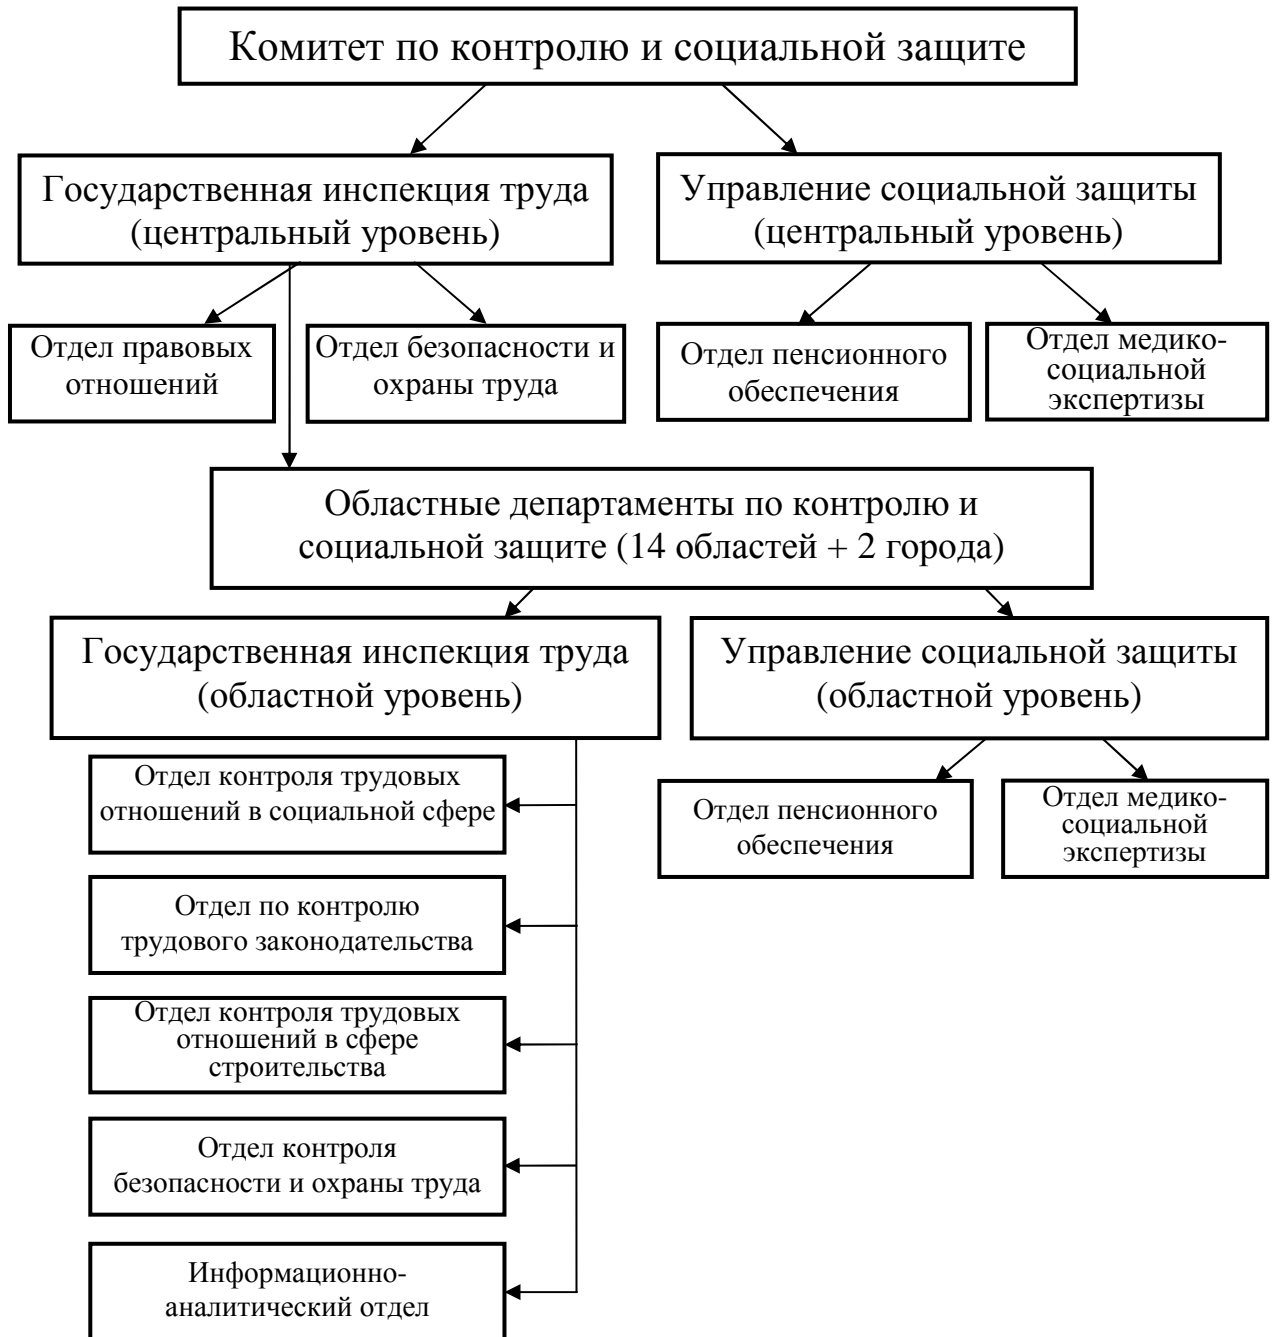 Комитет по контролю и социальной защите
Государственная инспекция труда
(центральный уровень)
Управление социальной защиты
(центральный уровень)
Отдел правовых
отношений
Отдел безопасности и
охраны труда
Отдел пенсионного
обеспечения
Отдел медико-
социальной
экспертизы
Областные департаменты по контролю и
социальной защите (14 областей + 2 города)
Государственная инспекция труда
(областной уровень)
Управление социальной защиты
(областной уровень)
Отдел контроля трудовых
отношений в социальной сфере
Отдел пенсионного
обеспечения
Отдел медико-
социальной
экспертизы
Отдел по контролю
трудового законодательства
Отдел контроля трудовых
отношений в сфере
строительства
Отдел контроля
безопасности и охраны труда
Информационно-
аналитический отдел